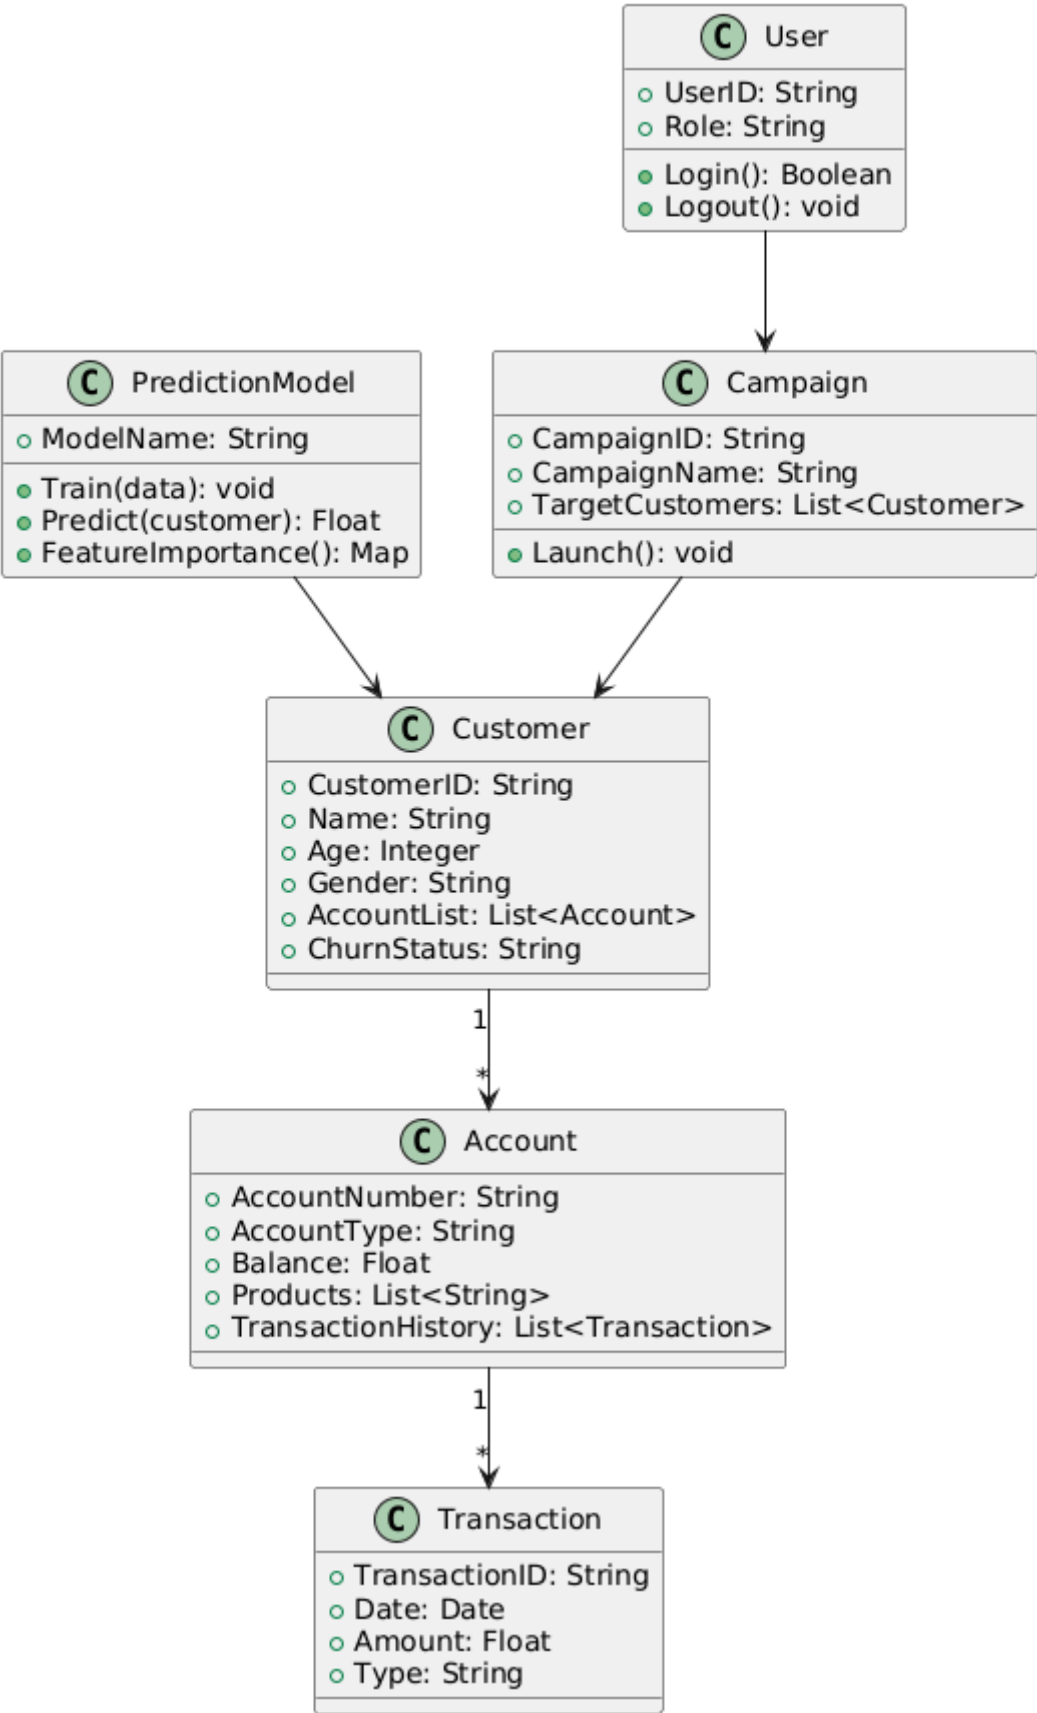 C User
UserID: String
Role: String
Login(): Boolean
Logout(): void
C PredictionModel
ModelName: String
Train(data): void
Predict(customer): Float
FeatureImportance(): Map
C Campaign
CampaignID: String
CampaignName: String
TargetCustomers: List<Customer>
Launch(): void
C Customer
CustomerID: String
Name: String
Age: Integer
Gender: String
AccountList: List<Account>
ChurnStatus: String
1
*
C Account
AccountNumber: String
AccountType: String
Balance: Float
Products: List<String>
TransactionHistory: List<Transaction>
1
*
C Transaction
TransactionID: String
Date: Date
Amount: Float
Type: String